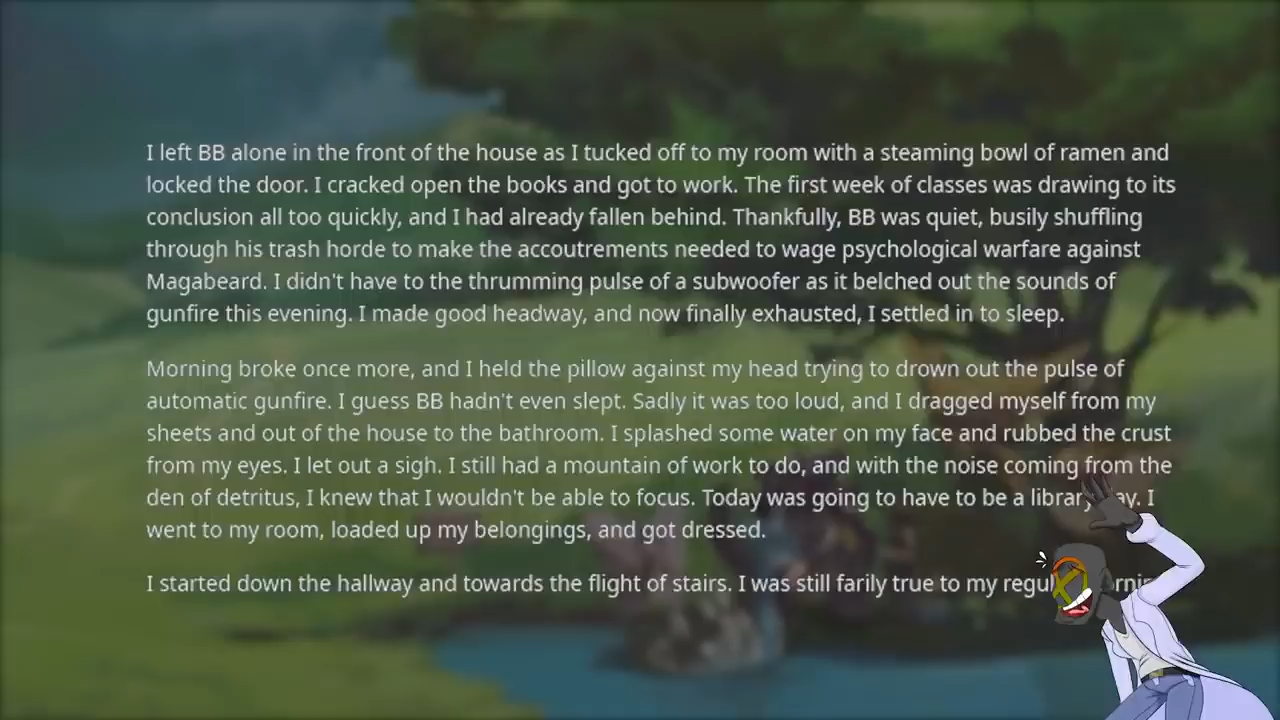 I left BB alone in the front of the house as I tucked off to my room with a steaming bowl of ramen and
locked the door. I cracked open the books and got to work. The first week of classes was drawing to its
conclusion all too quickly, and I had already fallen behind. Thankfully, BB was quiet, busily shuffling
through his trash horde to make the accoutrements needed to wage psychological warfare against
Magabeard. I didn't have to the thrumming pulse of a subwoofer as it belched out the sounds of
gunfire this evening. I made good headway, and now finally exhausted, I settled in to sleep.
Morning broke once more, and I held the pillow against my head trying to drown out the pulse of
automatic gunfire. I guess BB hadn't even slept. Sadly it was too loud, and I dragged myself from my
sheets and out of the house to the bathroom. I splashed some water on my face and rubbed the crust
from my eyes. I let out a sigh. I still had a mountain of work to do, and with the noise coming from the
den of detritus, I knew that I wouldn't be able to focus. Today was going to have to be a I
went to my room, loaded up my belongings, and got dressed.
I started down the hallway and towards the flight of stairs. I was still farily true to my